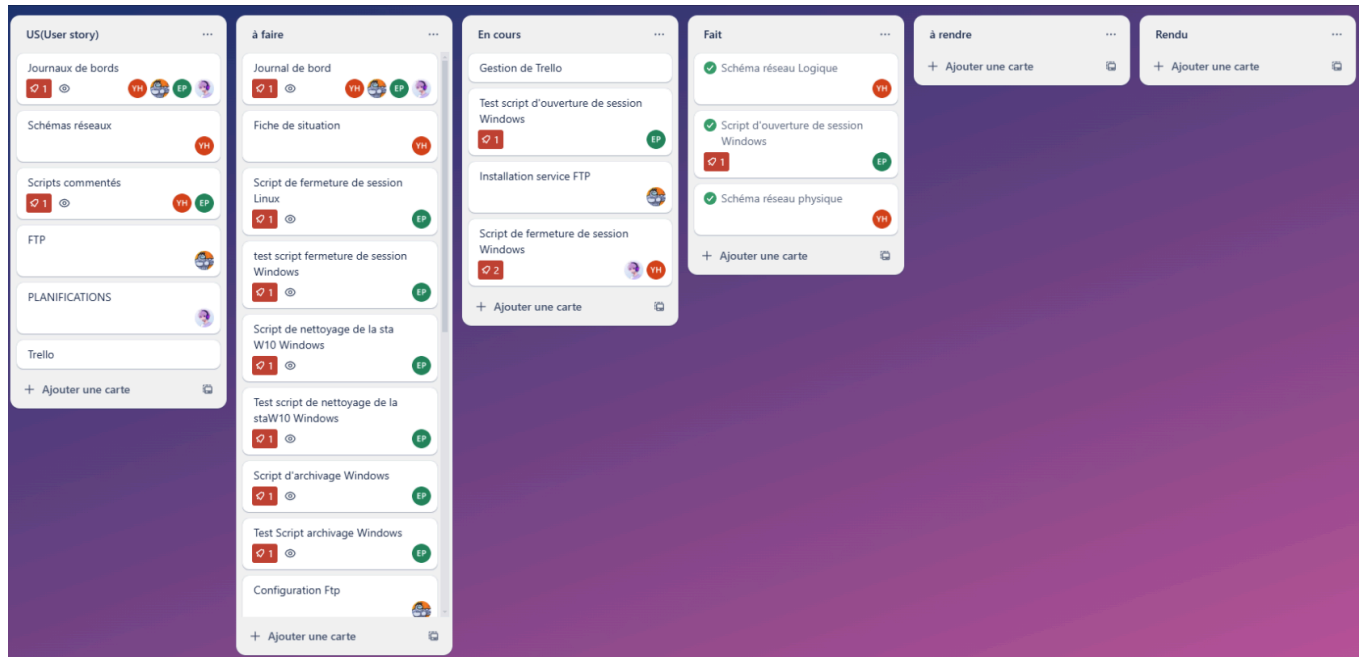 US(User story)
Journaux de bords
1
YH
EP
Schémas réseaux
YH
Scripts commentés
1
YH
EP
FTP
PLANIFICATIONS
Trello
+ Ajouter une carte
à faire
Journal de bord
1
YH
EP
Fiche de situation
YH
Script de fermeture de session
Linux
1
EP
test script fermeture de session
Windows
1
EP
Script de nettoyage de la sta
W10 Windows
1
EP
Test script de nettoyage de la
staW10 Windows
1
EP
Script d'archivage Windows
1
EP
Test Script archivage Windows
1
EP
Configuration Ftp
+ Ajouter une carte
En cours
Gestion de Trello
Test script d'ouverture de session
Windows
1
EP
Installation service FTP
Script de fermeture de session
Windows
2
YH
+ Ajouter une carte
Fait
Schéma réseau Logique
YH
Script d'ouverture de session
Windows
1
EP
Schéma réseau physique
YH
+ Ajouter une carte
à rendre
+ Ajouter une carte
Rendu
+ Ajouter une carte